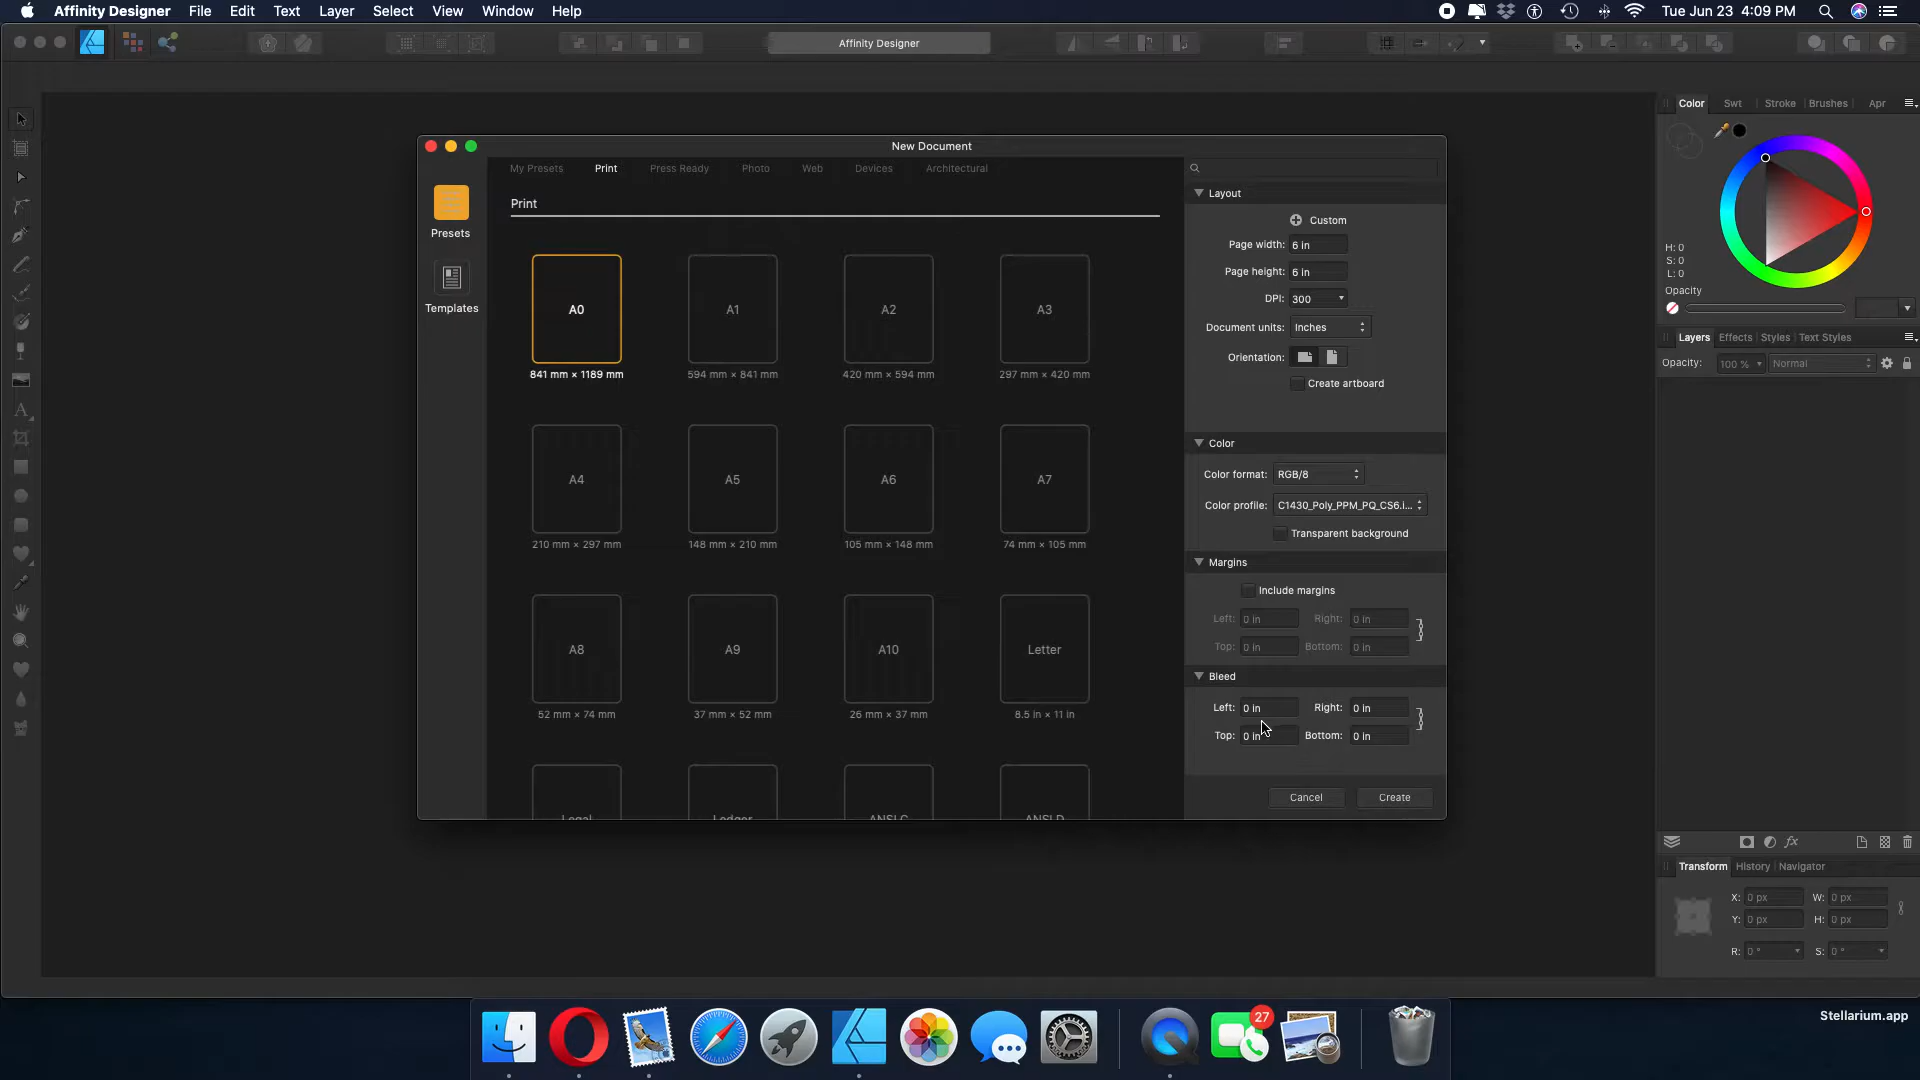 Affinity Designer File Edit Text Layer Select View Window Help Tue Jun 23 4:09 PM
Affinity Designer
Color Swt Stroke Brushes Apr
H: 0
S: 0
L: 0
Opacity
New Document
My Presets Print Press Ready Photo Web Devices Architectural
Presets
Templates
Print
A0 A1 A2 A3
841 mm × 1189 mm 594 mm × 841 mm 420 mm × 594 mm 297 mm × 420 mm
A4 A5 A6 A7
210 mm × 297 mm 148 mm × 210 mm 105 mm × 148 mm 74 mm × 105 mm
A8 A9 A10 Letter
52 mm × 74 mm 37 mm × 52 mm 26 mm × 37 mm 8.5 in × 11 in
Legal Ledger ANSI C ANSI D
Layout
Custom
Page width: 6 in
Page height: 6 in
DPI: 300
Document units: Inches
Orientation:
Create artboard
Color
Color format: RGB/8
Color profile: C1430_Poly_PPM_PQ_CS6.i...
Transparent background
Margins
Include margins
Left: 0 in Right: 0 in
Top: 0 in Bottom: 0 in
Bleed
Left: 0 in Right: 0 in
Top: 0 in Bottom: 0 in
Cancel Create
Layers Effects Styles Text Styles
Opacity: 100 % Normal
fx
Transform History Navigator
X: 0 px W: 0 px
Y: 0 px H: 0 px
R: 0 ° S: 0 °
27
Stellarium.app